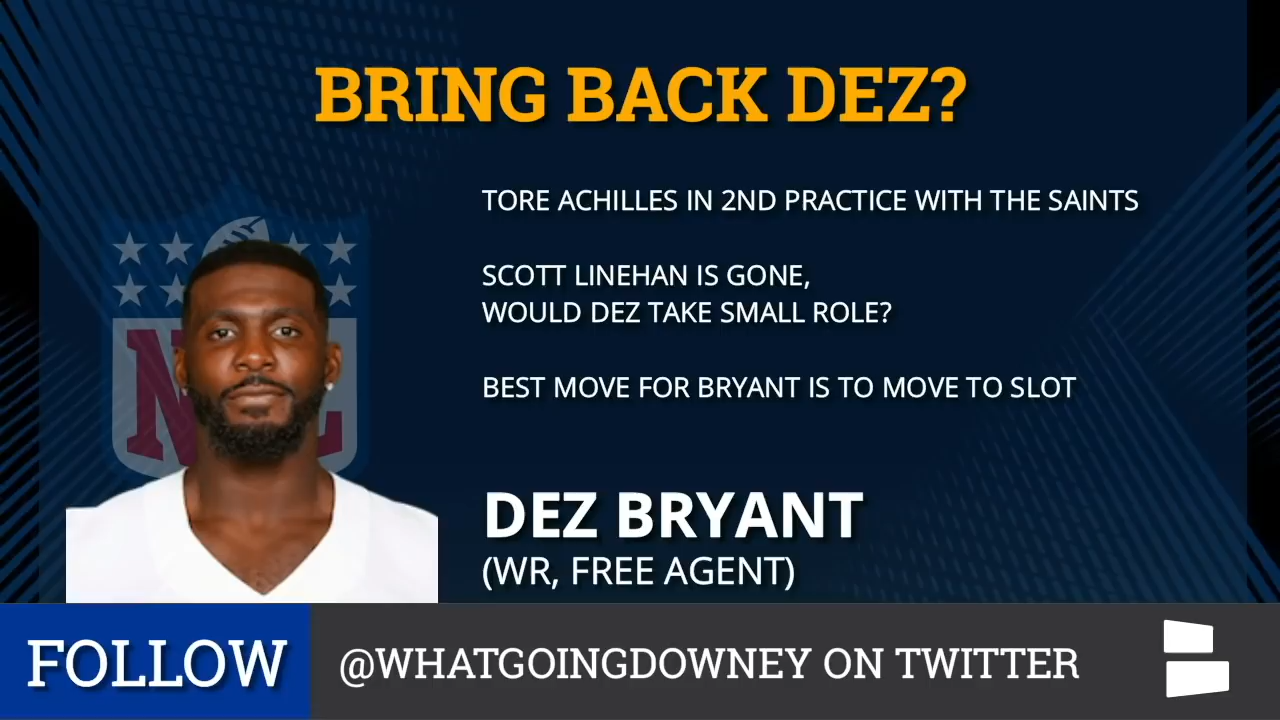 BRING BACK DEZ?
TORE ACHILLES IN 2ND PRACTICE WITH THE SAINTS
SCOTT LINEHAN IS GONE,
WOULD DEZ TAKE SMALL ROLE?
BEST MOVE FOR BRYANT IS TO MOVE TO SLOT
DEZ BRYANT
(WR, FREE AGENT)
FOLLOW @WHATGOINGDOWNEY ON TWITTER